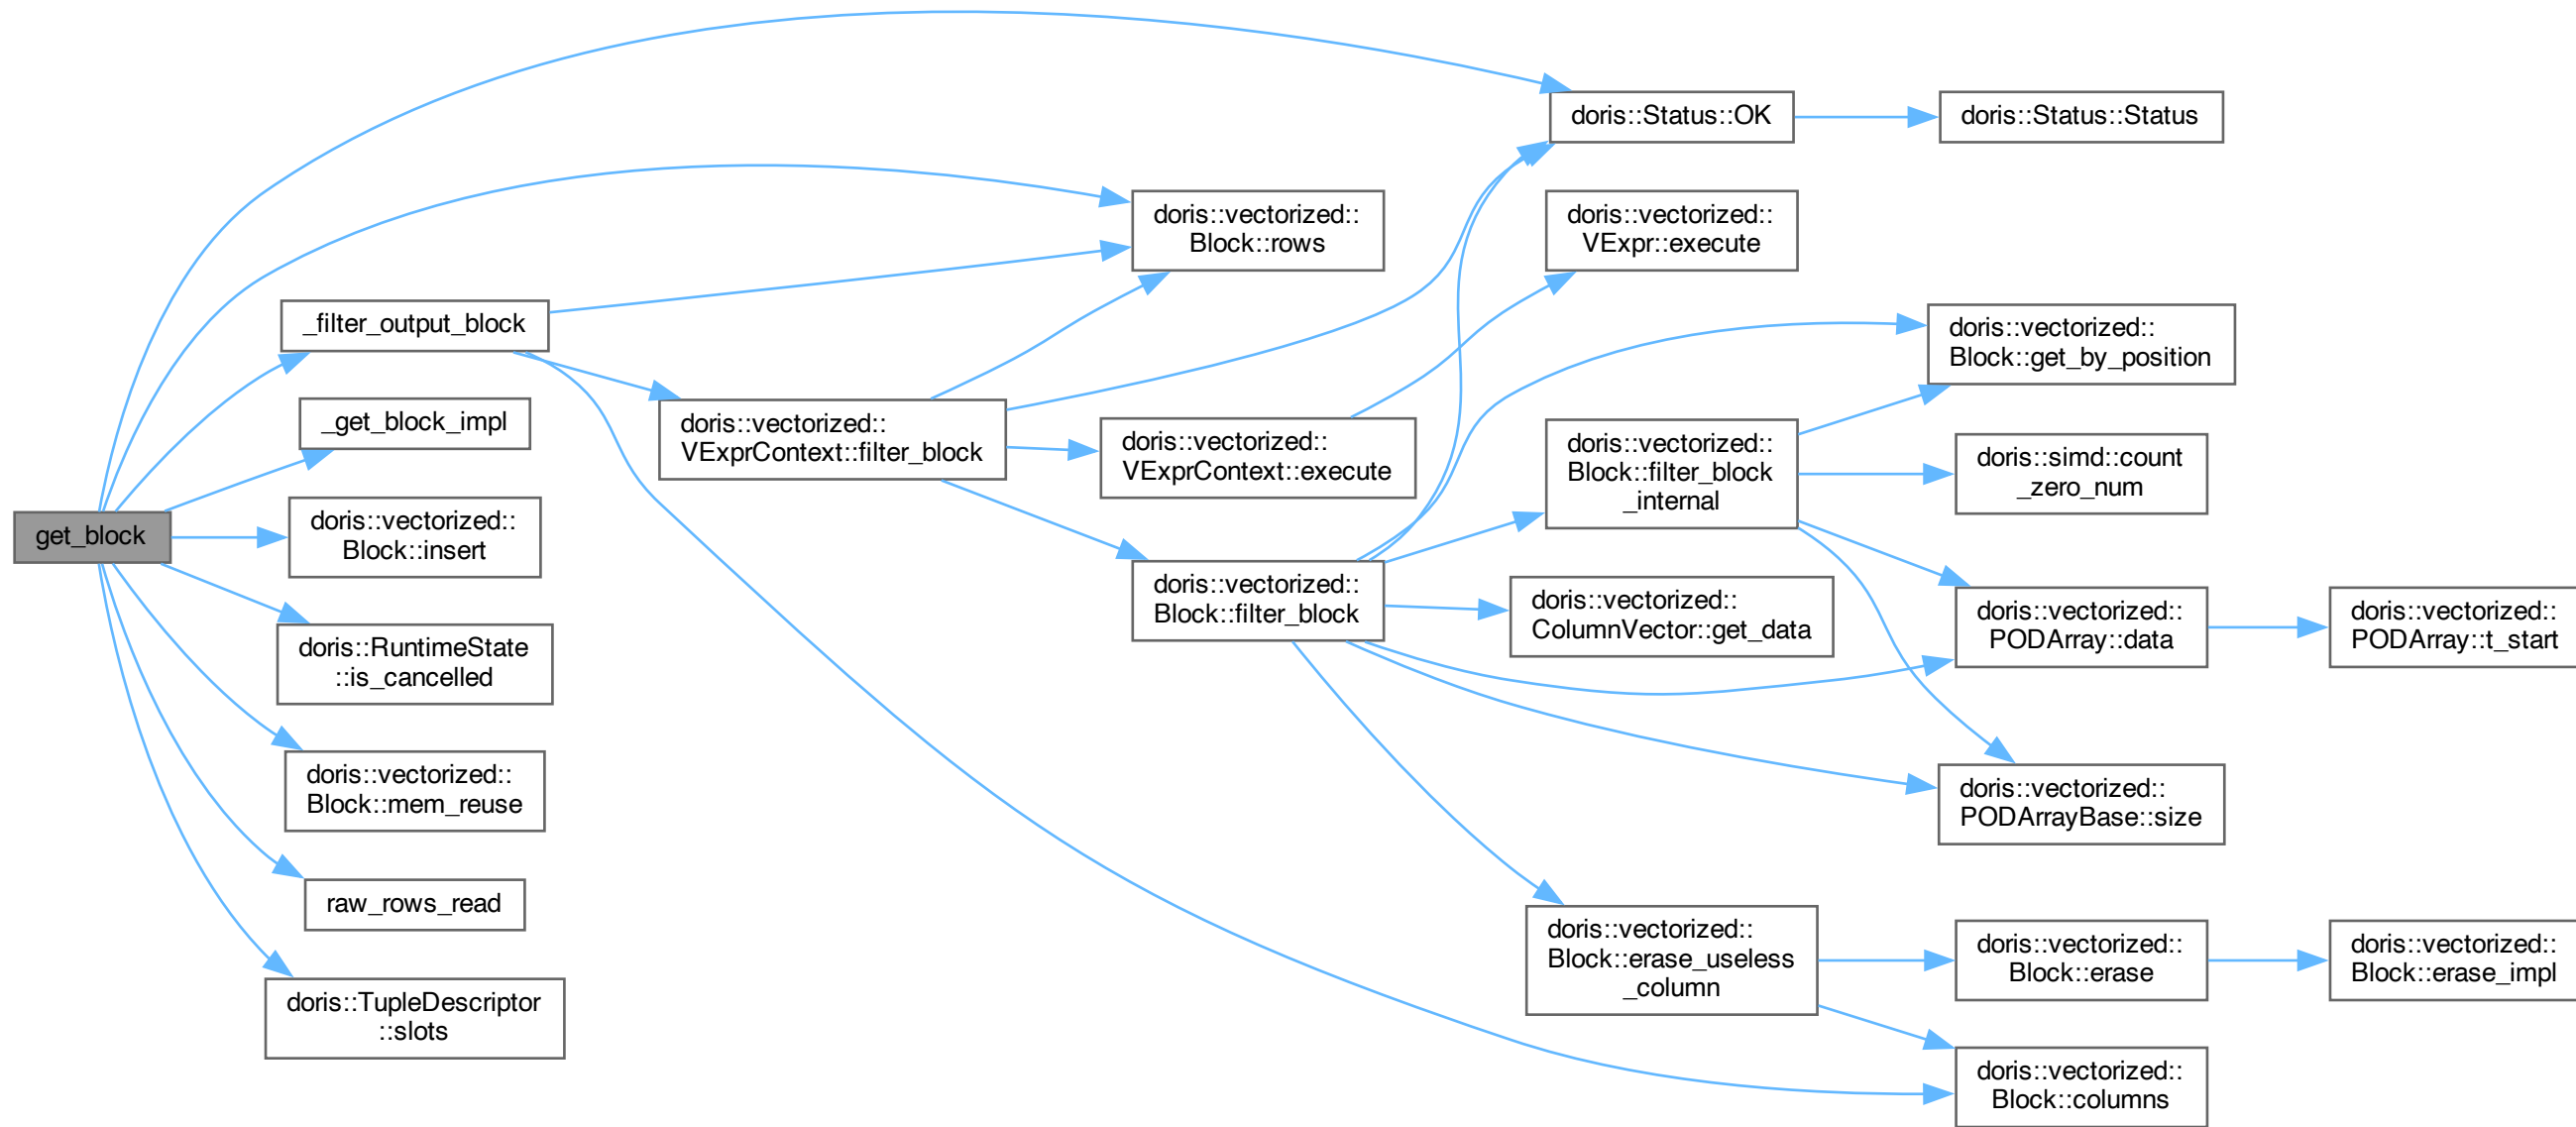 get_block
_filter_output_block
_get_block_impl
doris::vectorized::
Block::insert
doris::RuntimeState
::is_cancelled
doris::vectorized::
Block::mem_reuse
raw_rows_read
doris::TupleDescriptor
::slots
doris::vectorized::
VExprContext::filter_block
doris::vectorized::
Block::rows
doris::vectorized::
VExprContext::execute
doris::vectorized::
Block::filter_block
doris::Status::OK
doris::vectorized::
VExpr::execute
doris::vectorized::
Block::filter_block
_internal
doris::vectorized::
ColumnVector::get_data
doris::vectorized::
Block::erase_useless
_column
doris::Status::Status
doris::vectorized::
Block::get_by_position
doris::simd::count
_zero_num
doris::vectorized::
PODArray::data
doris::vectorized::
PODArrayBase::size
doris::vectorized::
Block::erase
doris::vectorized::
Block::columns
doris::vectorized::
PODArray::t_start
doris::vectorized::
Block::erase_impl